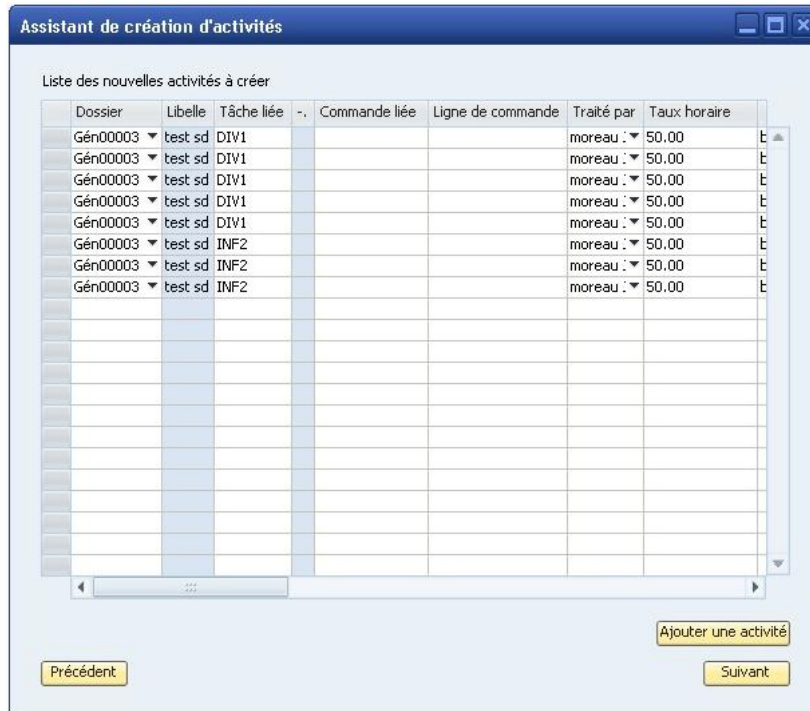 Assistant de création d'activités
Liste des nouvelles activités à créer
Dossier Libelle Tâche liée -. Commande liée Ligne de commande Traité par Taux horaire
Gén00003 test sd DIV1 moreau 50.00
Gén00003 test sd DIV1 moreau 50.00
Gén00003 test sd DIV1 moreau 50.00
Gén00003 test sd DIV1 moreau 50.00
Gén00003 test sd DIV1 moreau 50.00
Gén00003 test sd INF2 moreau 50.00
Gén00003 test sd INF2 moreau 50.00
Gén00003 test sd INF2 moreau 50.00
Ajouter une activité
Précédent Suivant